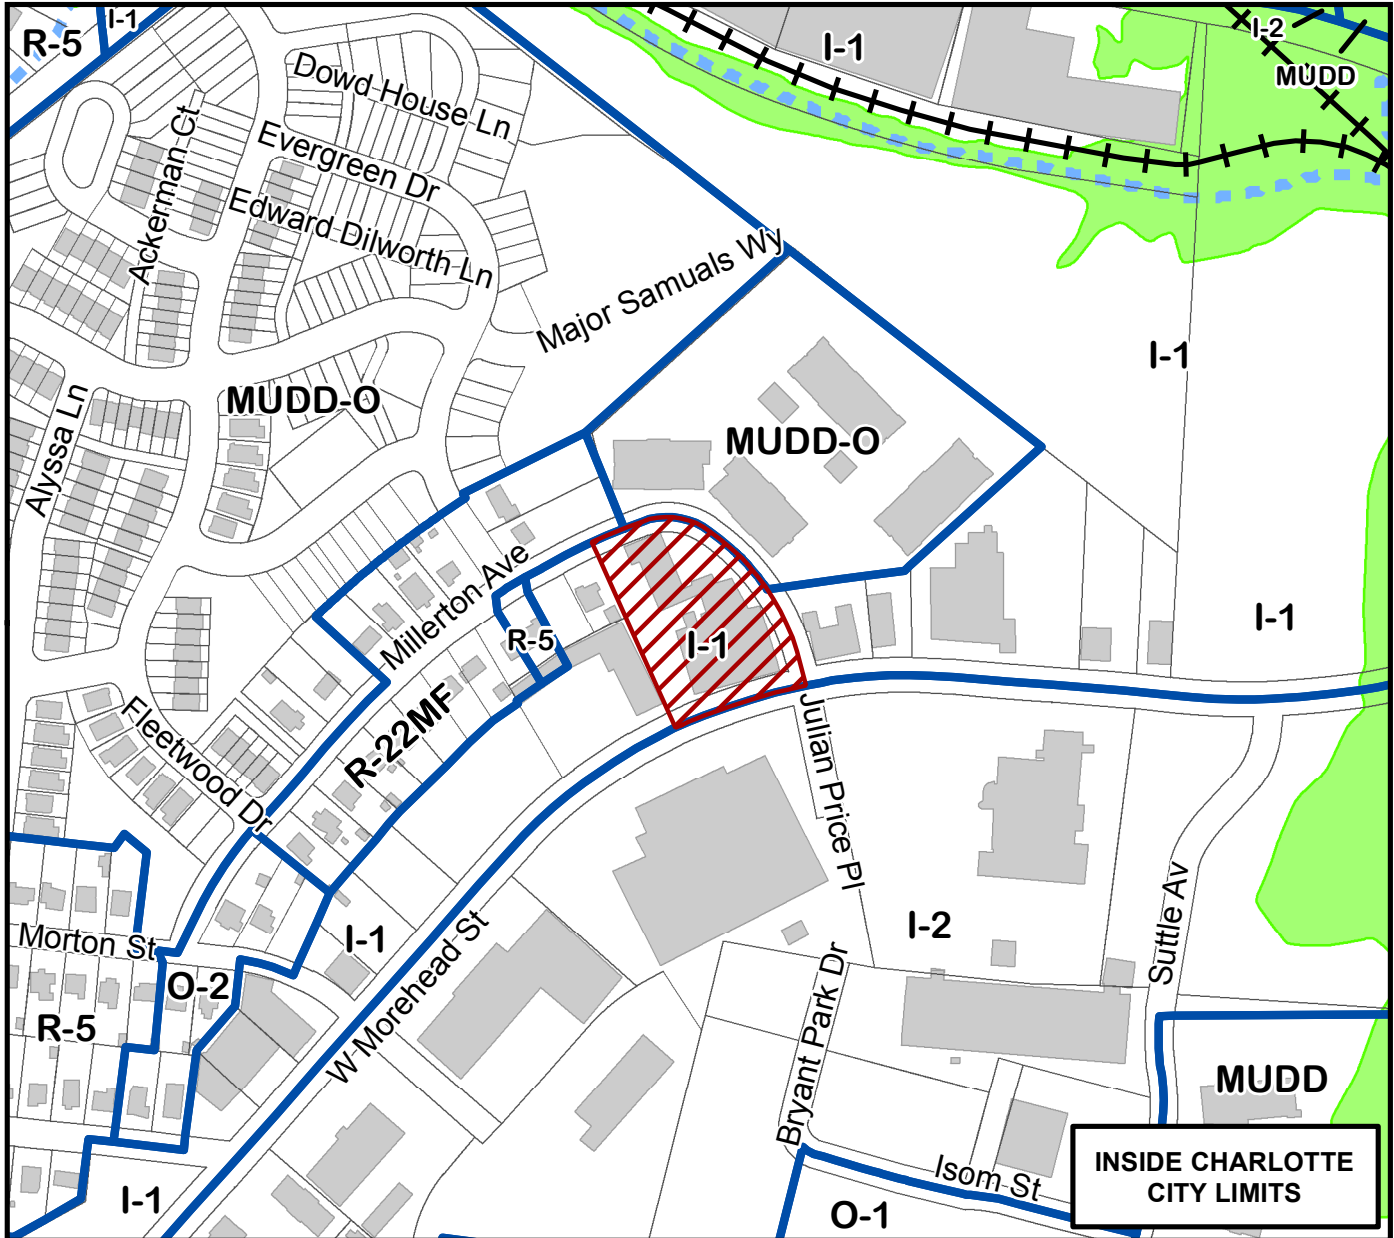 I-1
R-5
I-1
I-2
MUDD
Dowd House Ln
Evergreen Dr
Ackerman Ct
Edward Dilworth Ln
Major Samuals Wy
I-1
MUDD-O
Alyssa Ln
MUDD-O
Millerton Ave
R-5
I-1
I-1
R-22MF
Fleetwood Dr
Julian Price Pl
Morton St
I-1
I-2
Suttle Av
O-2
W Morehead St
R-5
Bryant Park Dr
MUDD
INSIDE CHARLOTTE
CITY LIMITS
Isom St
I-1
O-1